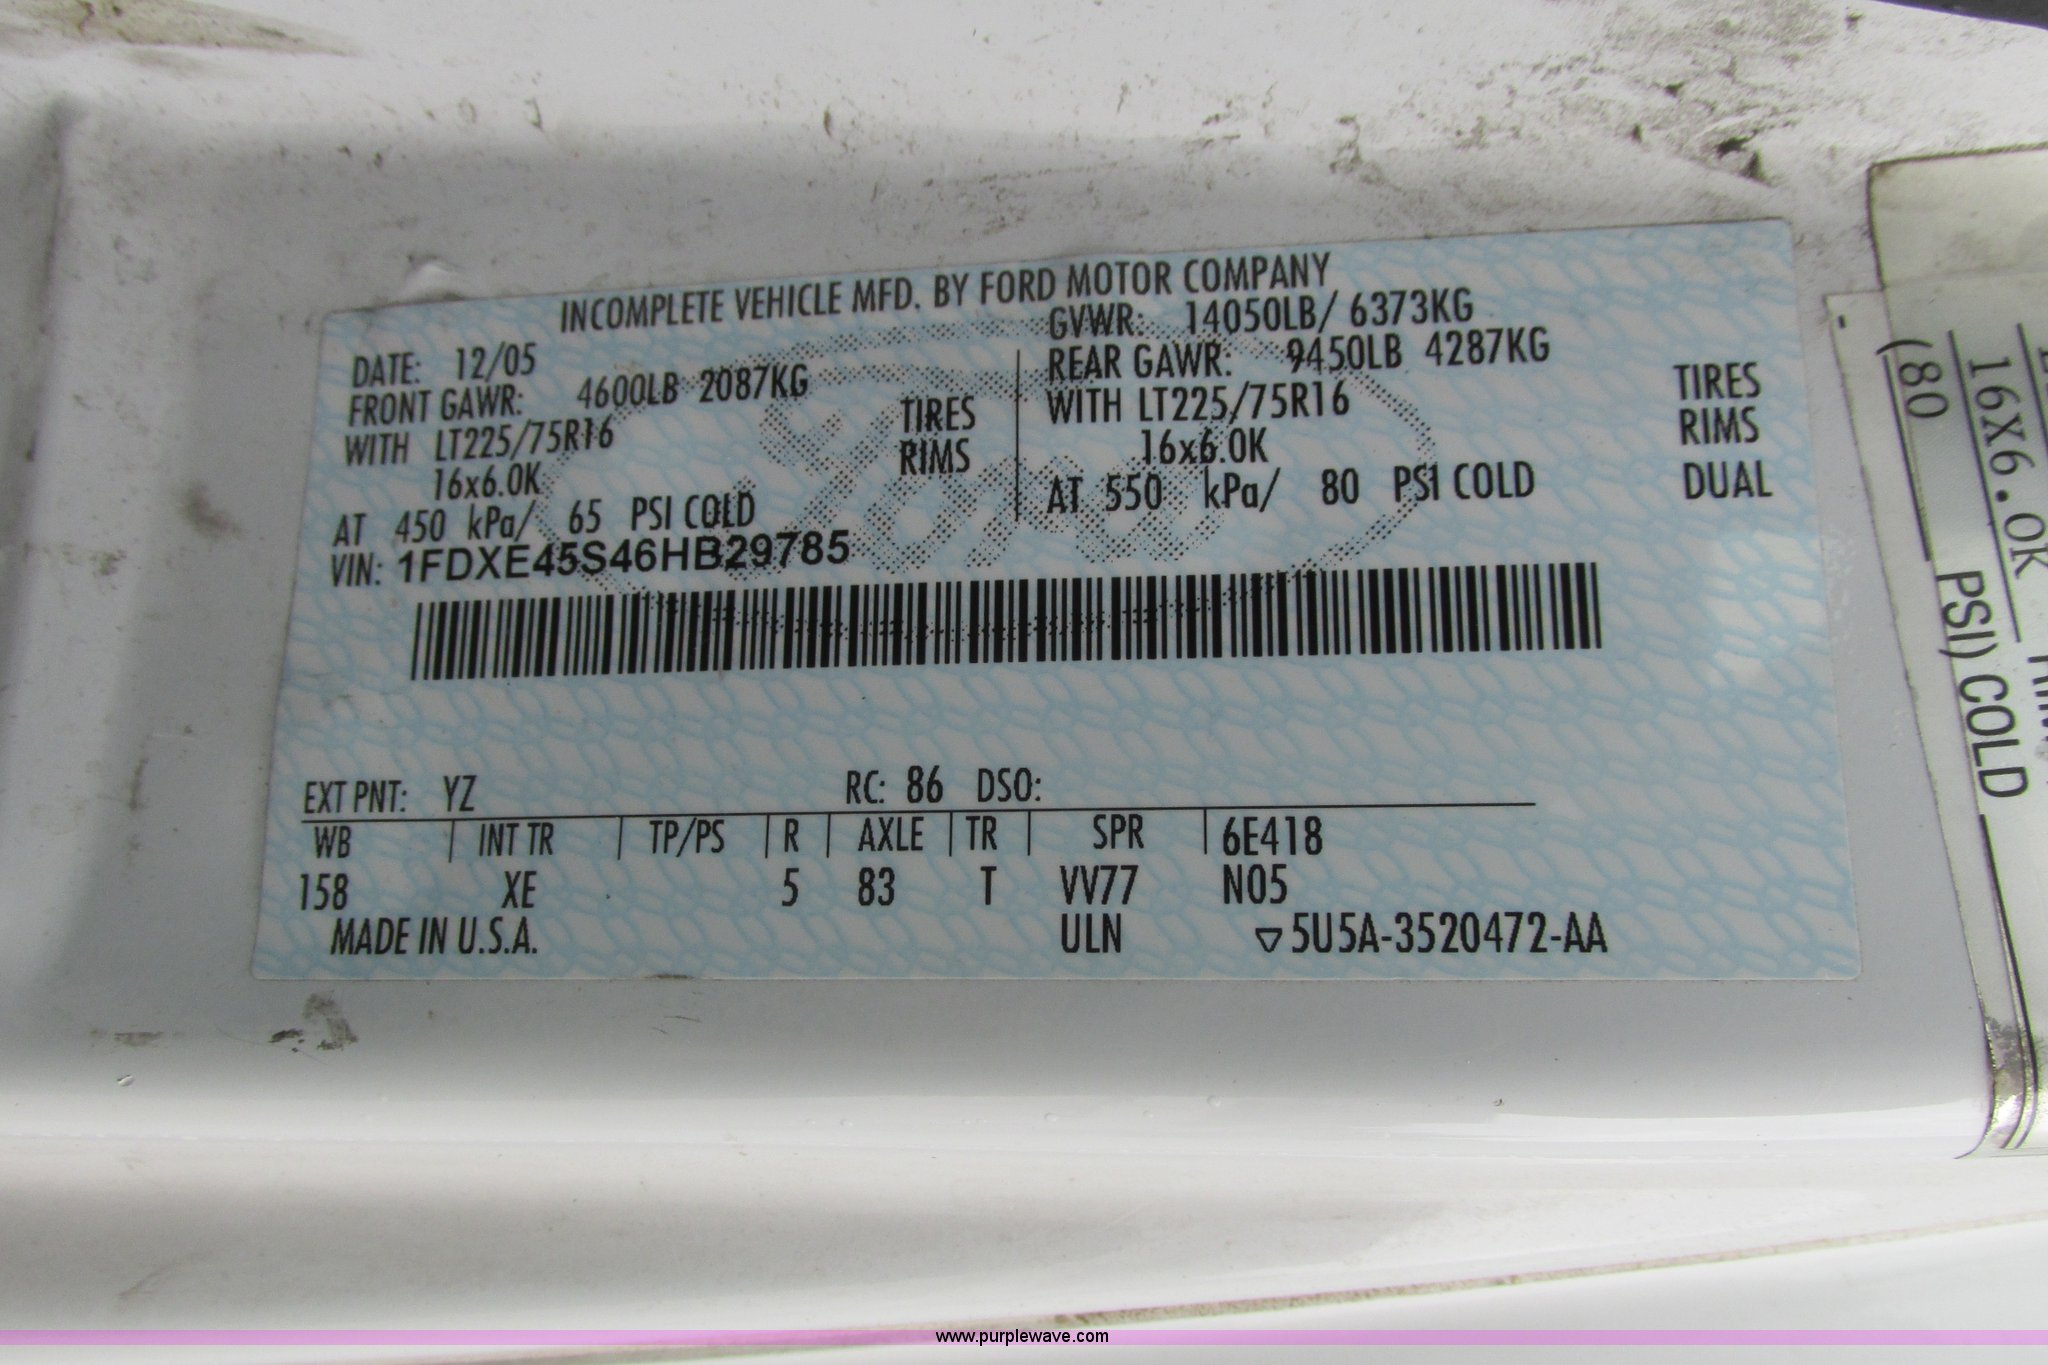 INCOMPLETE VEHICLE MFD. BY FORD MOTOR COMPANY
DATE: 12/05
GVWR: 14050LB/ 6373KG
FRONT GAWR: 4600LB 2087KG
REAR GAWR: 9450LB 4287KG
WITH LT225/75R16 TIRES
WITH LT225/75R16 TIRES
16x6.0K RIMS
16x6.0K RIMS
AT 450 kPa/ 65 PSI COLD
AT 550 kPa/ 80 PSI COLD DUAL
VIN: 1FDXE45S46HB29785
EXT PNT: YZ RC: 86 DSO:
WB INT TR TP/PS R AXLE TR SPR 6E418
158 XE 5 83 T VV77 N05
MADE IN U.S.A. ULN ▽5U5A-3520472-AA
16X6.0K
(80 PSI) COLD
www.purplewave.com